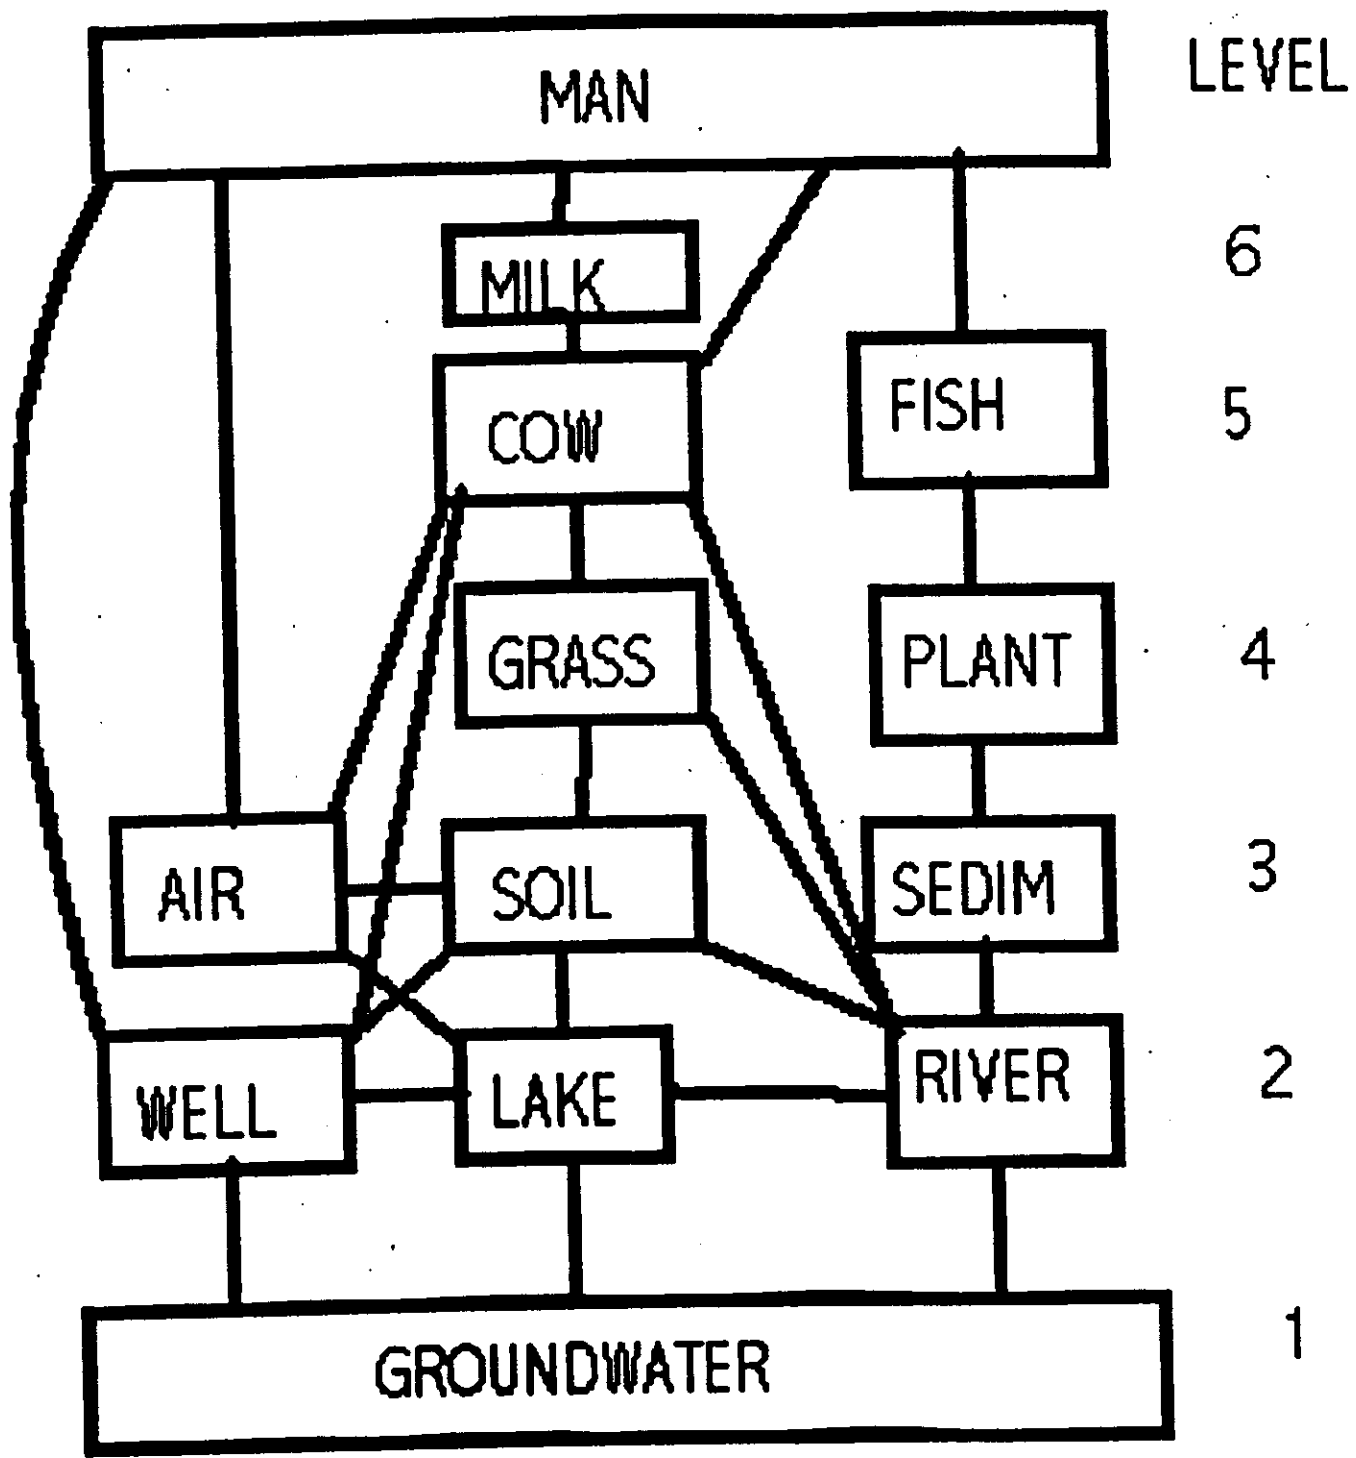 MAN LEVEL
MILK 6
COW FISH 5
GRASS PLANT 4
AIR SOIL SEDIM 3
WELL LAKE RIVER 2
GROUNDWATER 1